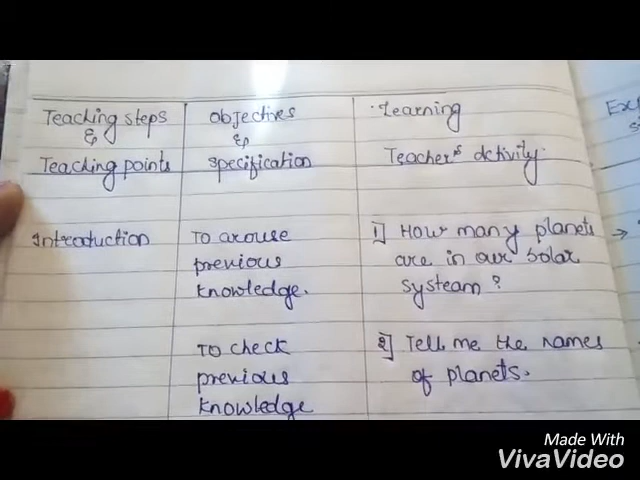 Teaching steps
&
Teaching points
Objectives
&
specification
Learning
Teacher's activity
Introduction
To arouse
previous
knowledge.
1] How many planets
are in our solar
systeam ?
To check
previous
knowledge
2] Tell me the names
of planets.
Made With
VivaVideo